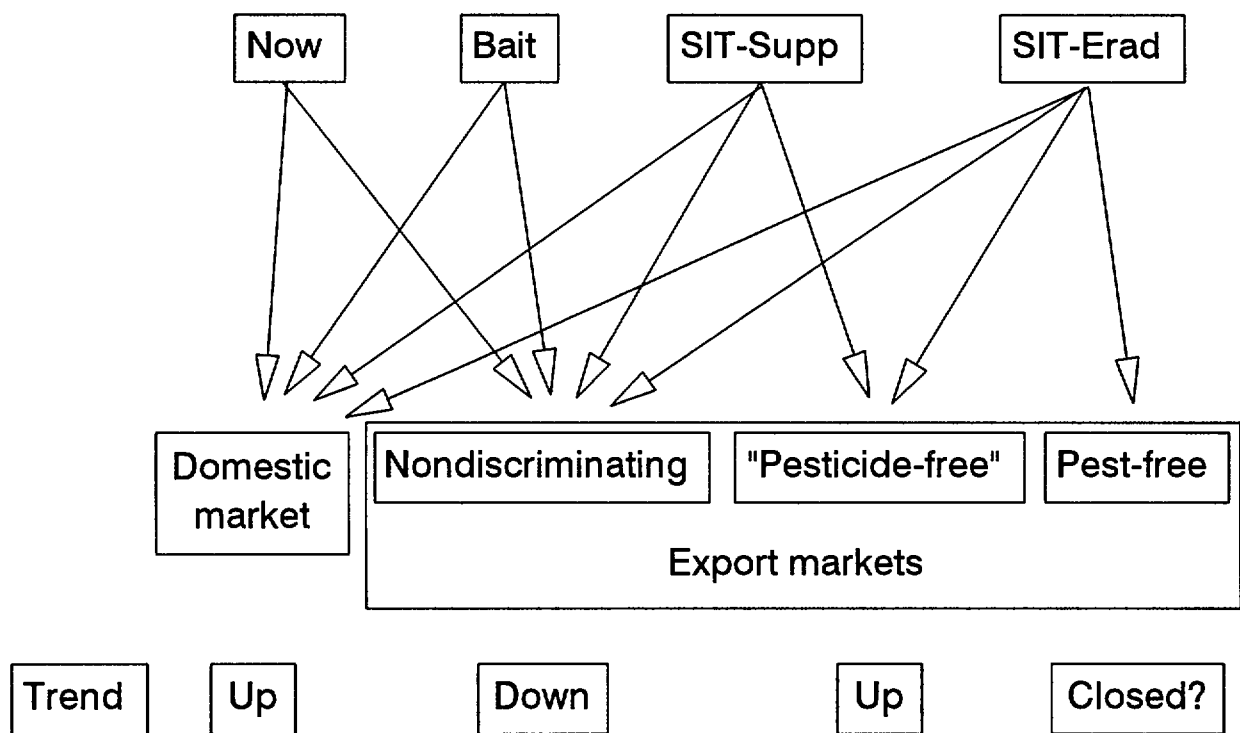 Now
Bait
SIT-Supp
SIT-Erad
Domestic
market
Nondiscriminating
"Pesticide-free"
Pest-free
Export markets
Trend
Up
Down
Up
Closed?